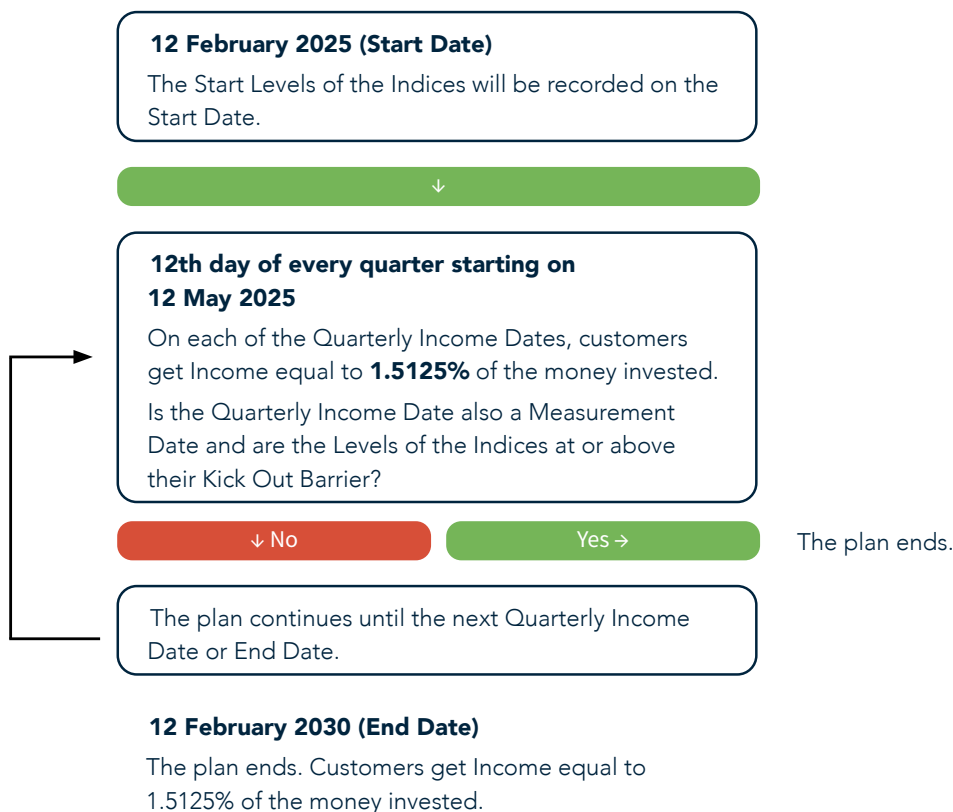 12 February 2025 (Start Date)
The Start Levels of the Indices will be recorded on the
Start Date.
↓
12th day of every quarter starting on
12 May 2025
On each of the Quarterly Income Dates, customers
get Income equal to 1.5125% of the money invested.
Is the Quarterly Income Date also a Measurement
Date and are the Levels of the Indices at or above
their Kick Out Barrier?
↓ No
Yes →
The plan ends.
The plan continues until the next Quarterly Income
Date or End Date.
12 February 2030 (End Date)
The plan ends. Customers get Income equal to
1.5125% of the money invested.